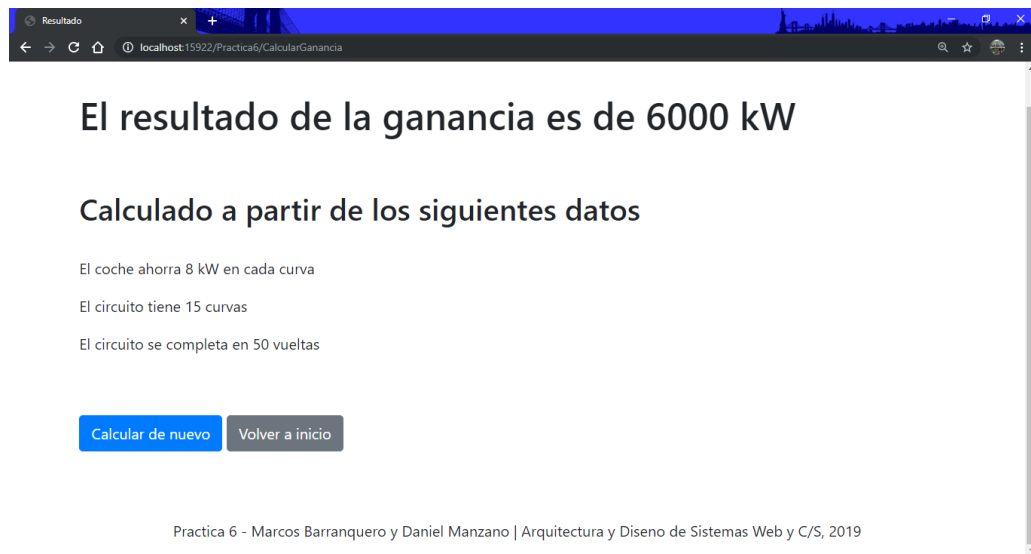 Resultado
localhost:15922/Practica6/CalcularGanancia
El resultado de la ganancia es de 6000 kW
Calculado a partir de los siguientes datos
El coche ahorra 8 kW en cada curva
El circuito tiene 15 curvas
El circuito se completa en 50 vueltas
Calcular de nuevo Volver a inicio
Practica 6 - Marcos Barranquero y Daniel Manzano | Arquitectura y Diseno de Sistemas Web y C/S, 2019